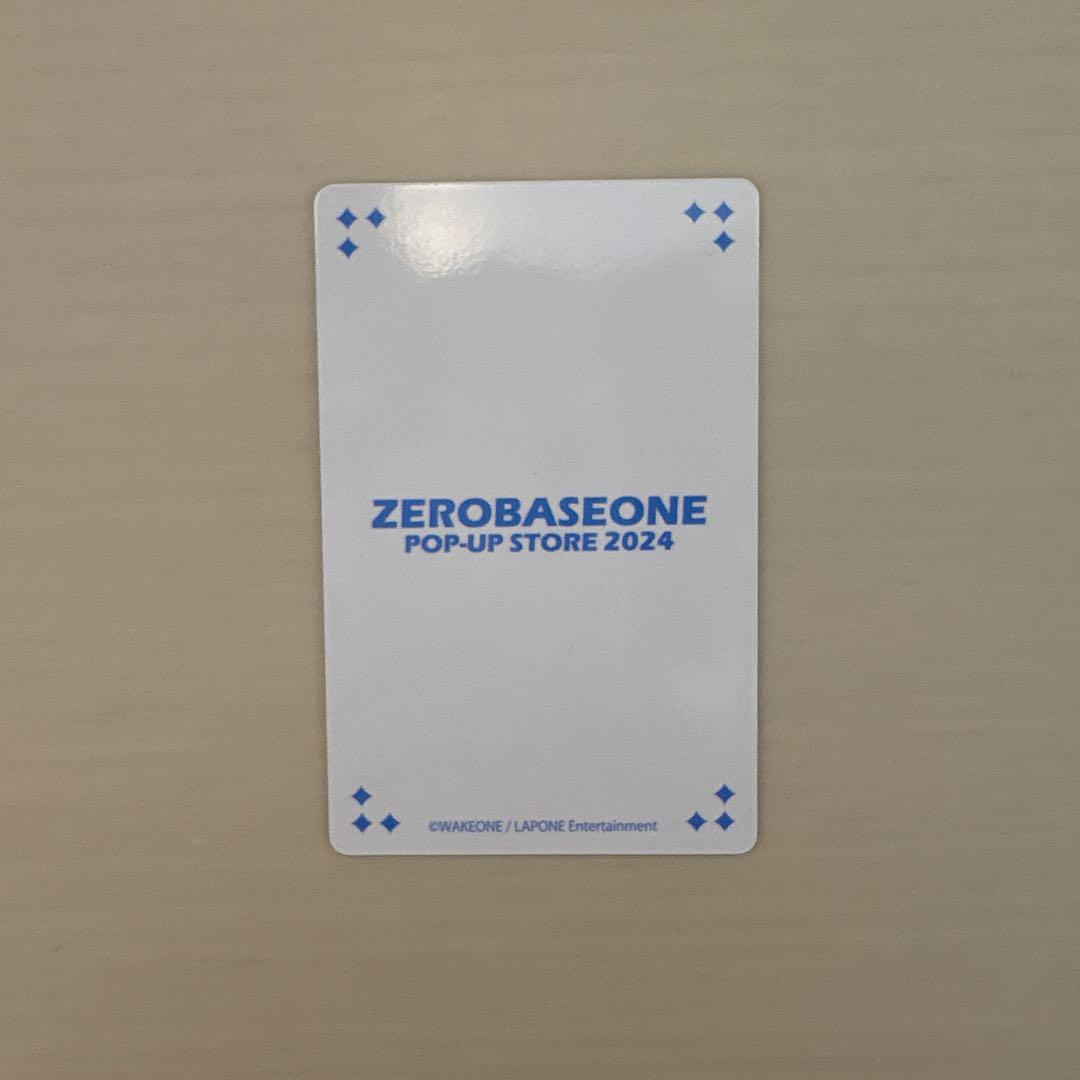 ZEROBASEONE
POP-UP STORE 2024
©WAKEONE / LAPONE Entertainment